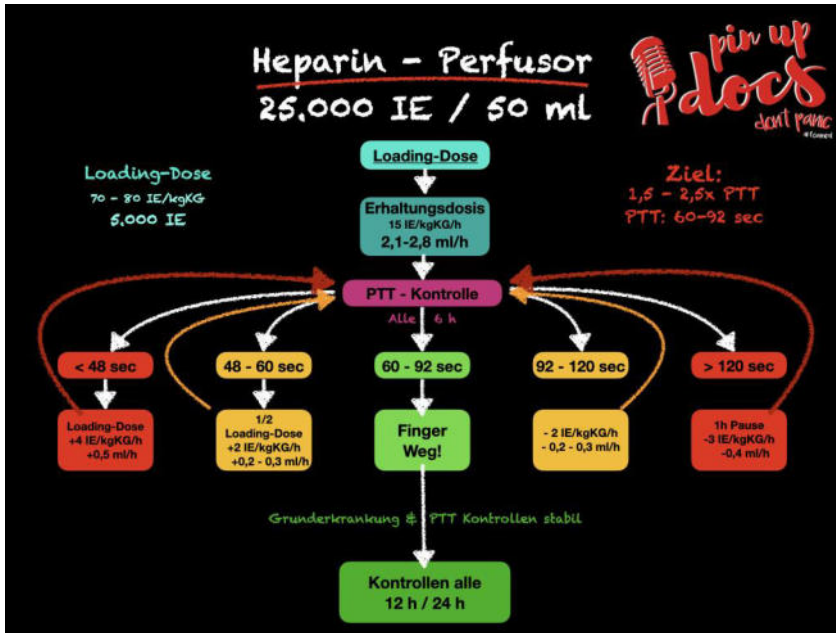 Heparin - Perfusor
25.000 IE / 50 ml
pin up
docs
don't panic
Loading-Dose
70 - 80 IE/kgKG
5.000 IE
Loading-Dose
Erhaltungsdosis
15 IE/kgKG/h
2,1-2,8 ml/h
Ziel:
1,5 - 2,5x PTT
PTT: 60-92 sec
PTT - Kontrolle
Alle 6 h
< 48 sec
48 - 60 sec
60 - 92 sec
92 - 120 sec
> 120 sec
Loading-Dose
+4 IE/kgKG/h
+0,5 ml/h
1/2
Loading-Dose
+2 IE/kgKG/h
+0,2 - 0,3 ml/h
Finger
Weg!
- 2 IE/kgKG/h
- 0,2 - 0,3 ml/h
1h Pause
-3 IE/kgKG/h
-0,4 ml/h
Grunderkrankung & PTT Kontrollen stabil
Kontrollen alle
12 h / 24 h